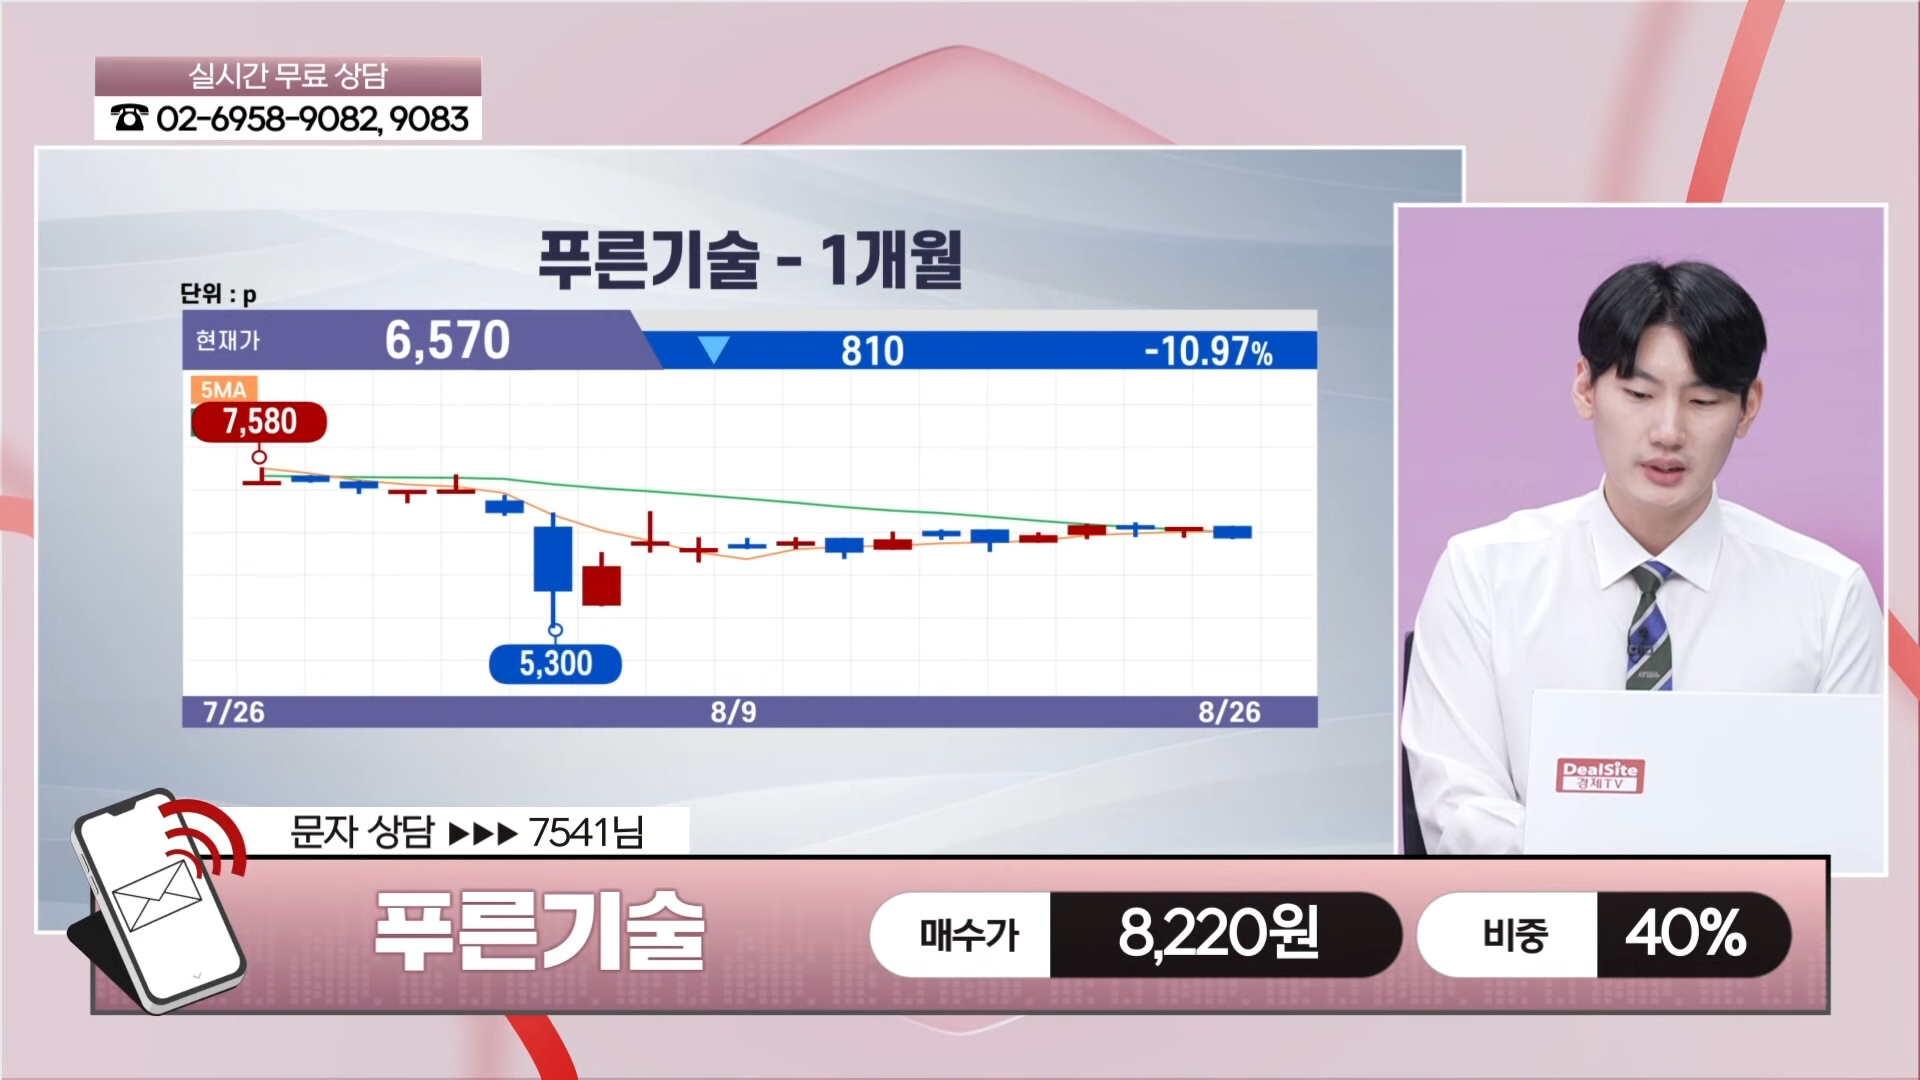 실시간 무료 상담
☎ 02-6958-9082, 9083
푸른기술 - 1개월
단위 : p
현재가 6,570 ▼ 810 -10.97%
5MA
7,580
5,300
7/26 8/9 8/26
DealSite
경제TV
문자 상담 ▶▶▶ 7541님
푸른기술 매수가 8,220원 비중 40%